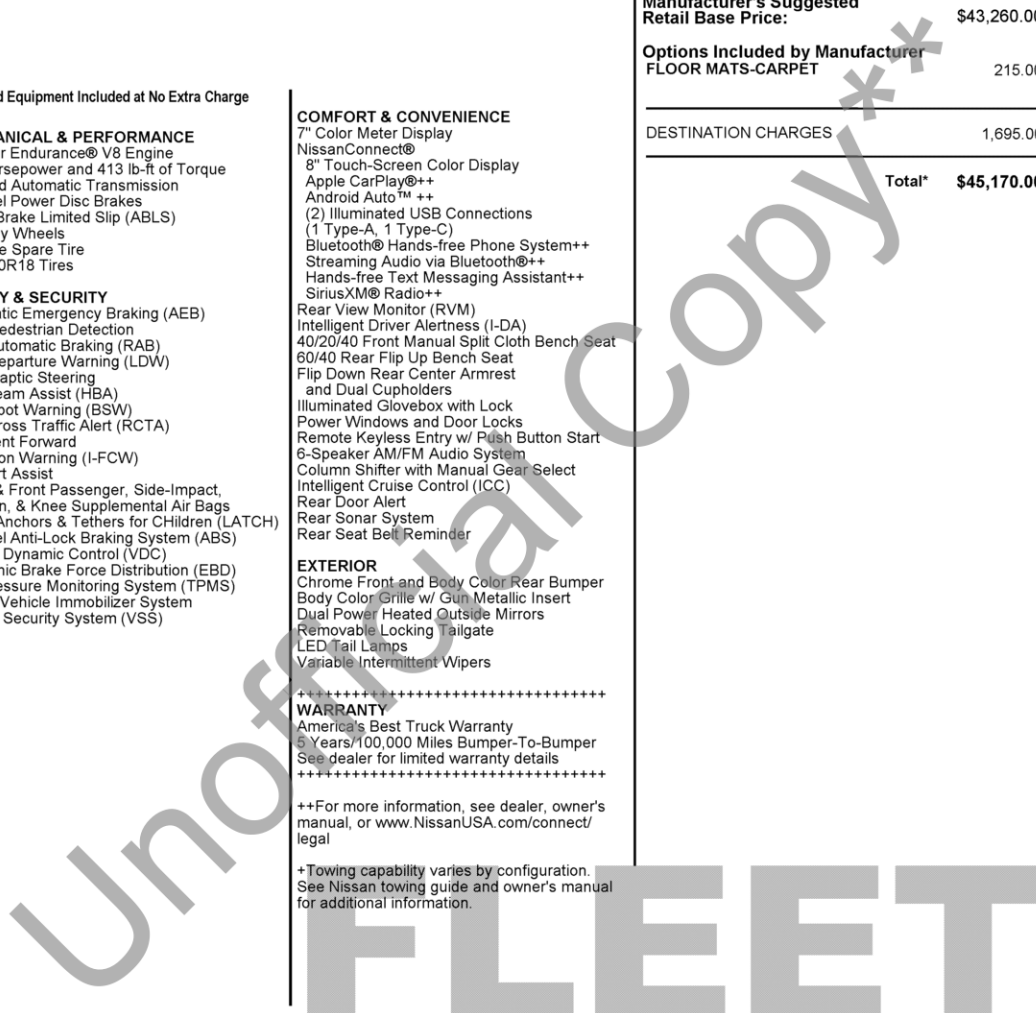 d Equipment Included at No Extra Charge
ANICAL & PERFORMANCE
r Endurance® V8 Engine
rsepower and 413 lb-ft of Torque
d Automatic Transmission
el Power Disc Brakes
Brake Limited Slip (ABLS)
y Wheels
e Spare Tire
0R18 Tires
Y & SECURITY
tic Emergency Braking (AEB)
edestrian Detection
utomatic Braking (RAB)
eparture Warning (LDW)
aptic Steering
eam Assist (HBA)
pot Warning (BSW)
ross Traffic Alert (RCTA)
ent Forward
on Warning (I-FCW)
rt Assist
& Front Passenger, Side-Impact,
n, & Knee Supplemental Air Bags
Anchors & Tethers for CHildren (LATCH)
el Anti-Lock Braking System (ABS)
Dynamic Control (VDC)
nic Brake Force Distribution (EBD)
essure Monitoring System (TPMS)
Vehicle Immobilizer System
Security System (VSS)
COMFORT & CONVENIENCE
7" Color Meter Display
NissanConnect®
8" Touch-Screen Color Display
Apple CarPlay®++
Android Auto™ ++
(2) Illuminated USB Connections
(1 Type-A, 1 Type-C)
Bluetooth® Hands-free Phone System++
Streaming Audio via Bluetooth®++
Hands-free Text Messaging Assistant++
SiriusXM® Radio++
Rear View Monitor (RVM)
Intelligent Driver Alertness (I-DA)
40/20/40 Front Manual Split Cloth Bench Seat
60/40 Rear Flip Up Bench Seat
Flip Down Rear Center Armrest
and Dual Cupholders
Illuminated Glovebox with Lock
Power Windows and Door Locks
Remote Keyless Entry w/ Push Button Start
6-Speaker AM/FM Audio System
Column Shifter with Manual Gear Select
Intelligent Cruise Control (ICC)
Rear Door Alert
Rear Sonar System
Rear Seat Belt Reminder
EXTERIOR
Chrome Front and Body Color Rear Bumper
Body Color Grille w/ Gun Metallic Insert
Dual Power Heated Outside Mirrors
Removable Locking Tailgate
LED Tail Lamps
Variable Intermittent Wipers
++++++++++++++++++++++++++++++++++
WARRANTY
America's Best Truck Warranty
5 Years/100,000 Miles Bumper-To-Bumper
See dealer for limited warranty details
++++++++++++++++++++++++++++++++++
++For more information, see dealer, owner's
manual, or www.NissanUSA.com/connect/
legal
+Towing capability varies by configuration.
See Nissan towing guide and owner's manual
for additional information.
Manufacturer's Suggested
Retail Base Price: $43,260.00
Options Included by Manufacturer
FLOOR MATS-CARPET 215.00
DESTINATION CHARGES 1,695.00
Total* $45,170.00
Unofficial Copy**
FLEET